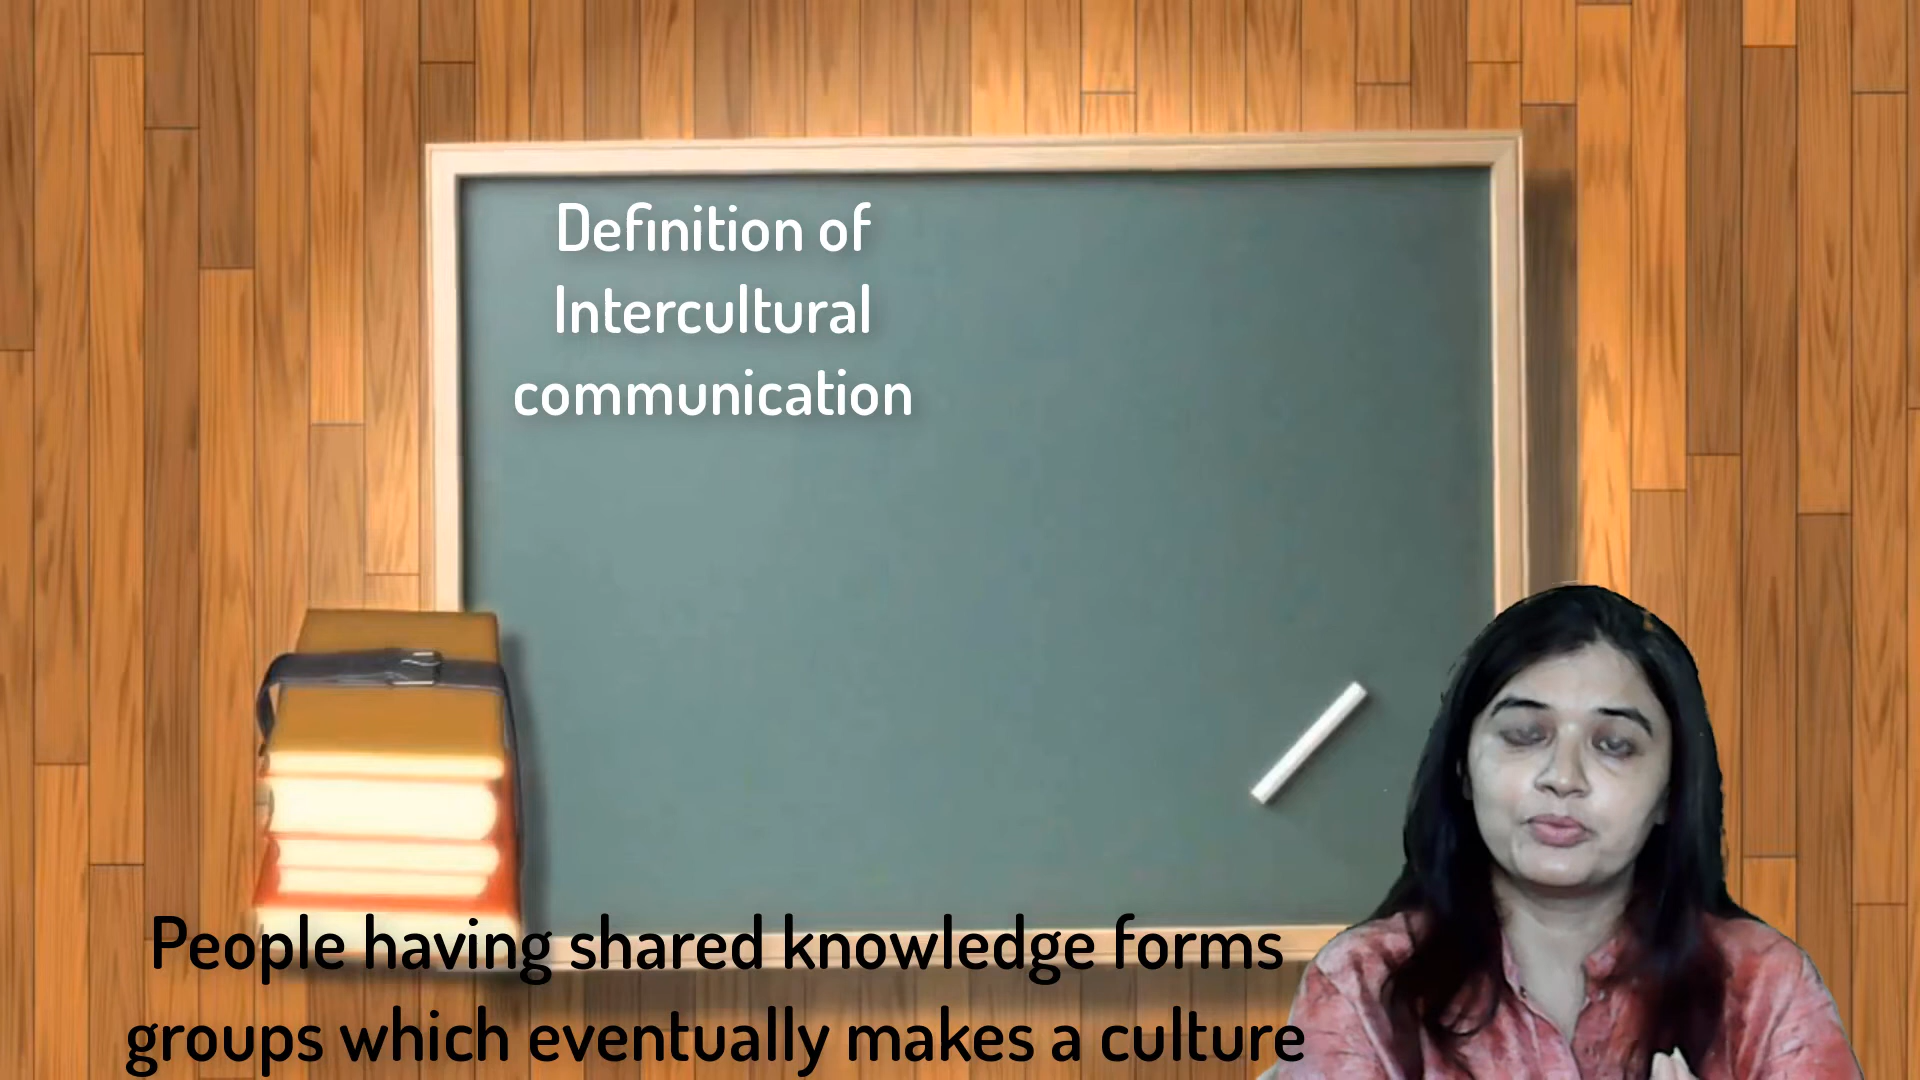 Definition of
Intercultural
communication
People having shared knowledge forms
groups which eventually makes a culture